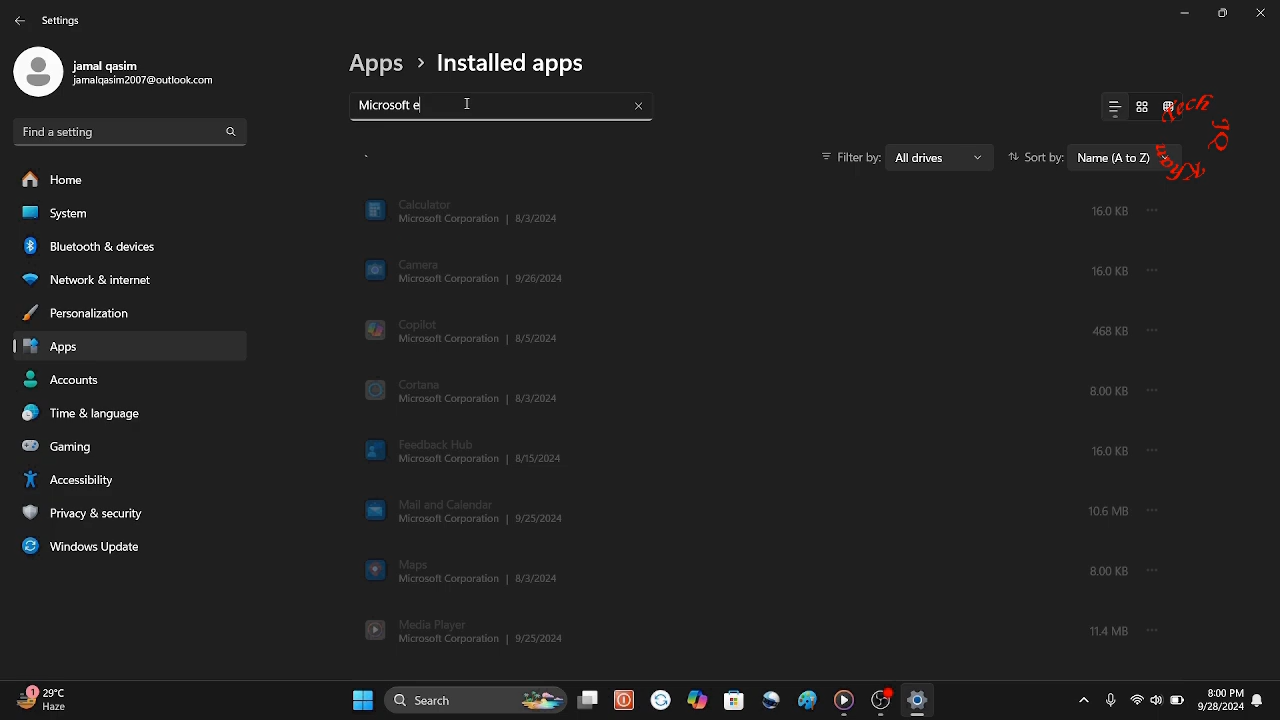 Settings
jamal qasim
jamalqasim2007@outlook.com
Find a setting
Home
System
Bluetooth & devices
Network & internet
Personalization
Apps
Accounts
Time & language
Gaming
Accessibility
Privacy & security
Windows Update
Apps › Installed apps
Microsoft e
Tech JQ Khan
Filter by: All drives Sort by: Name (A to Z)
Calculator
Microsoft Corporation | 8/3/2024 16.0 KB
Camera
Microsoft Corporation | 9/26/2024 16.0 KB
Copilot
Microsoft Corporation | 8/5/2024 468 KB
Cortana
Microsoft Corporation | 8/3/2024 8.00 KB
Feedback Hub
Microsoft Corporation | 8/15/2024 16.0 KB
Mail and Calendar
Microsoft Corporation | 9/25/2024 10.6 MB
Maps
Microsoft Corporation | 8/3/2024 8.00 KB
Media Player
Microsoft Corporation | 9/25/2024 11.4 MB
1 29°C
Haze
Search
8:00 PM
9/28/2024